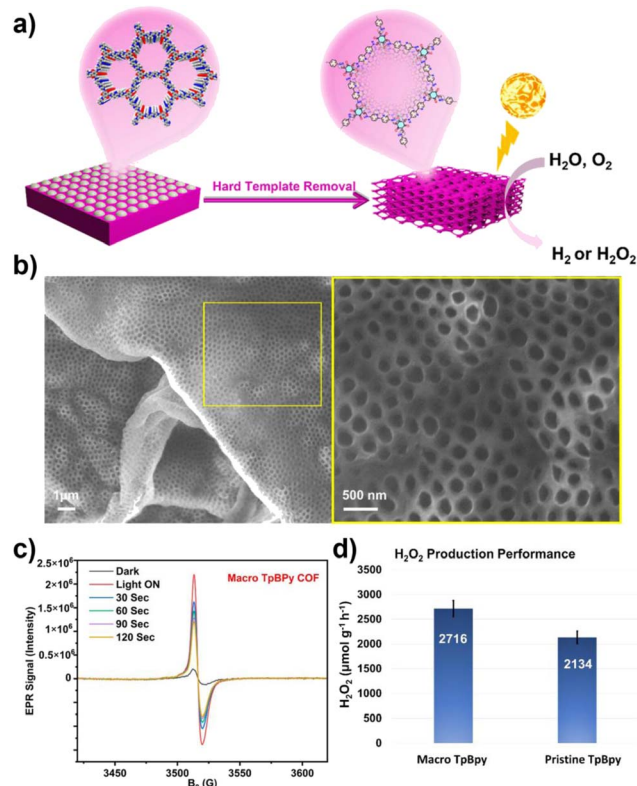 a)
Hard Template Removal
H₂O, O₂
H₂ or H₂O₂
b)
1μm
500 nm
c)
EPR Signal (Intensity)
2.5×10⁶
2×10⁶
1.5×10⁶
1×10⁶
0.5×10⁶
0
Dark
Light ON
30 Sec
60 Sec
90 Sec
120 Sec
Macro TpBPy COF
3450
3500
3550
3600
B₀ (G)
d)
H₂O₂ Production Performance
H₂O₂ (μmol g⁻¹ h⁻¹)
3500
3000
2500
2000
1500
1000
500
0
2716
2134
Macro TpBpy
Pristine TpBpy